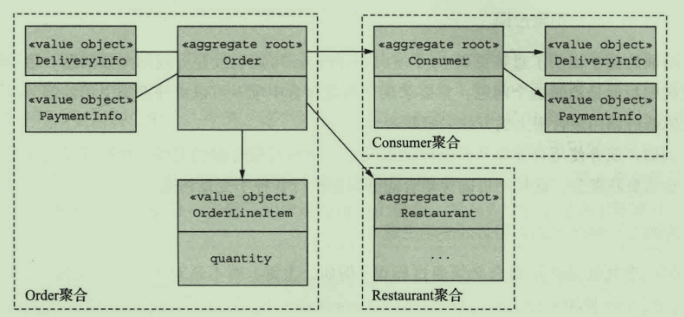 «value object»
DeliveryInfo
«value object»
PaymentInfo
«aggregate root»
Order
«value object»
OrderLineItem
quantity
Order聚合
«aggregate root»
Consumer
«value object»
DeliveryInfo
«value object»
PaymentInfo
Consumer聚合
«aggregate root»
Restaurant
...
Restaurant聚合